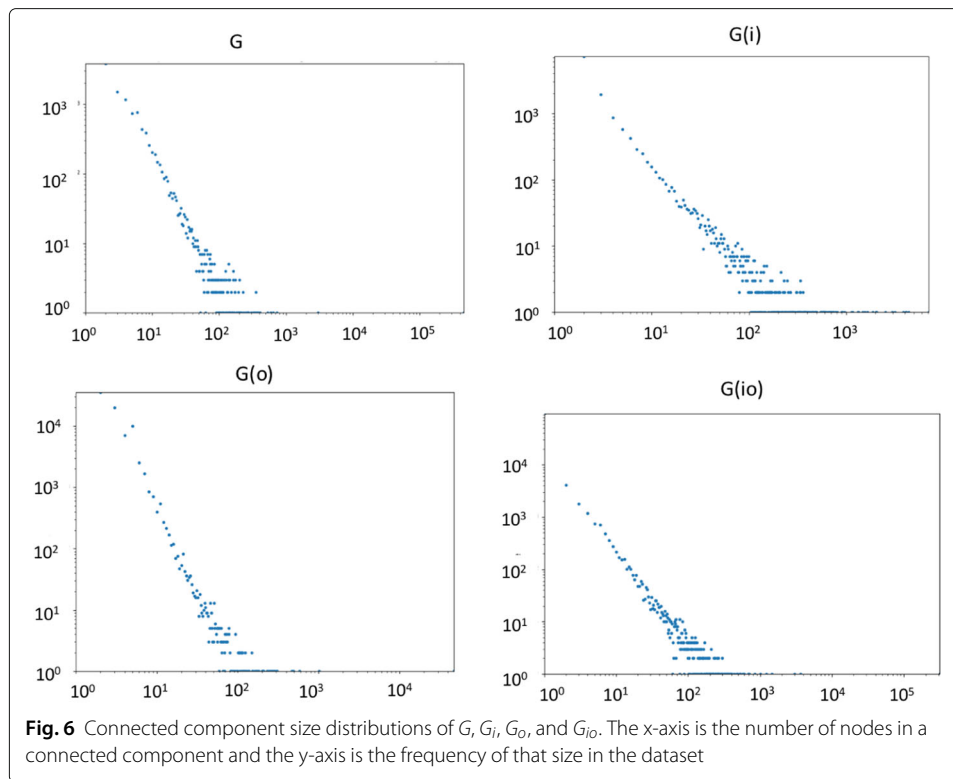 G
10³
10²
10¹
10⁰
10⁰ 10¹ 10² 10³ 10⁴ 10⁵
G(i)
10³
10²
10¹
10⁰
10⁰ 10¹ 10² 10³
G(o)
10⁴
10³
10²
10¹
10⁰
10⁰ 10¹ 10² 10³ 10⁴
G(io)
10⁴
10³
10²
10¹
10⁰
10⁰ 10¹ 10² 10³ 10⁴ 10⁵
Fig. 6 Connected component size distributions of G, Gᵢ, Gₒ, and Gᵢₒ. The x-axis is the number of nodes in a
connected component and the y-axis is the frequency of that size in the dataset